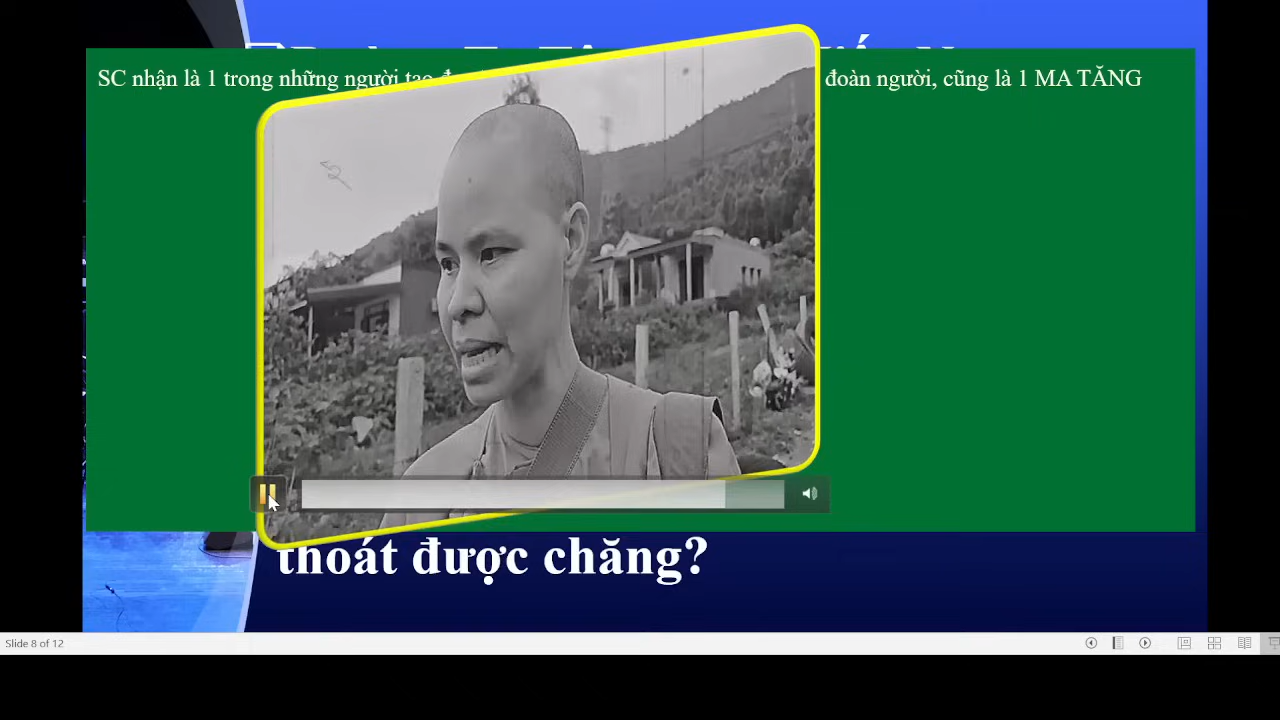 SC nhận là 1 trong những người tạo đoàn người, cũng là 1 MA TĂNG
thoát được chăng?
Slide 8 of 12